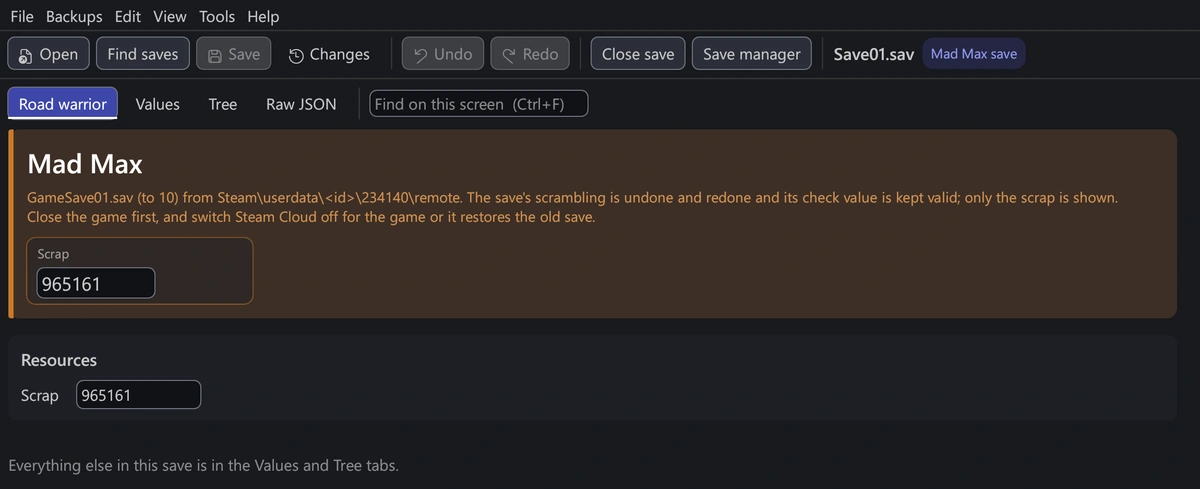 File Backups Edit View Tools Help
Open Find saves Save Changes Undo Redo Close save Save manager Save01.sav Mad Max save
Road warrior Values Tree Raw JSON Find on this screen (Ctrl+F)
Mad Max
GameSave01.sav (to 10) from Steam\userdata\<id>\234140\remote. The save's scrambling is undone and redone and its check value is kept valid; only the scrap is shown.
Close the game first, and switch Steam Cloud off for the game or it restores the old save.
Scrap
965161
Resources
Scrap 965161
Everything else in this save is in the Values and Tree tabs.